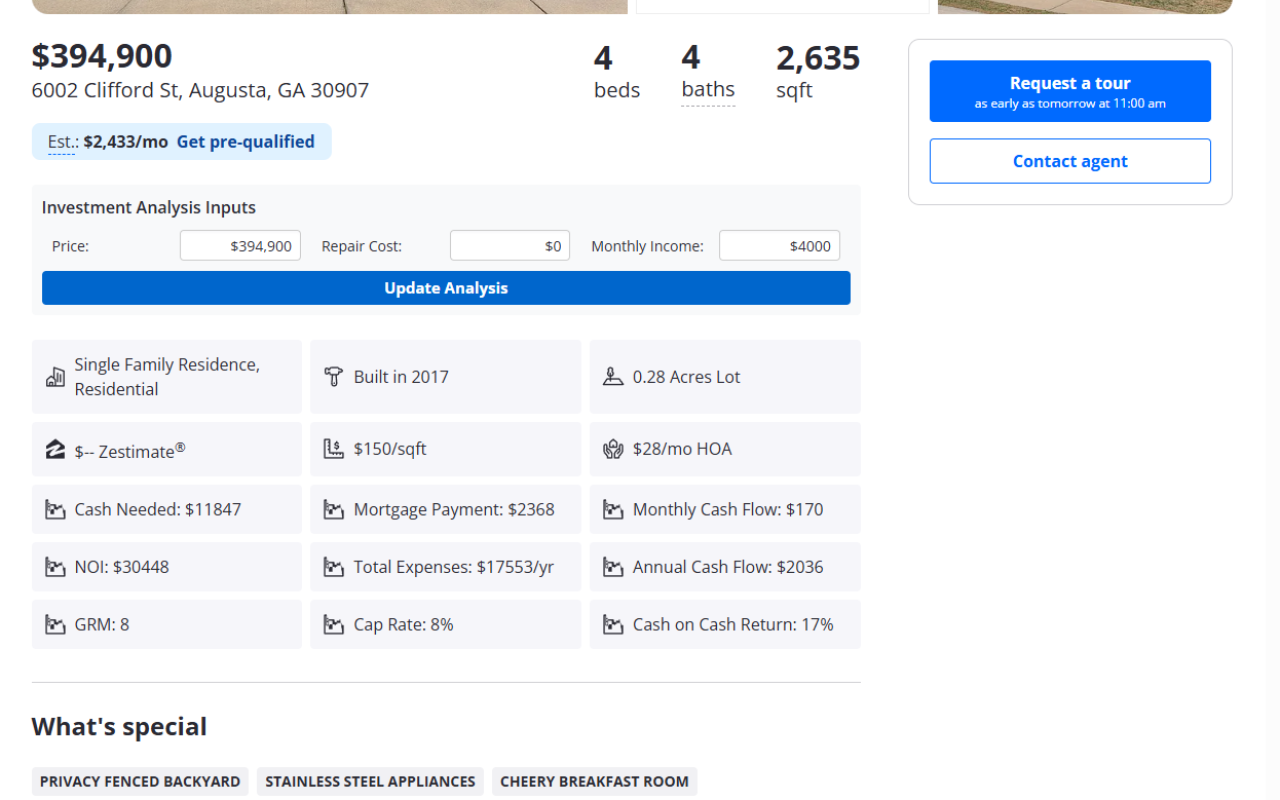 $394,900
6002 Clifford St, Augusta, GA 30907
4
beds
4
baths
2,635
sqft
Request a tour
as early as tomorrow at 11:00 am
Contact agent
Est.: $2,433/mo Get pre-qualified
Investment Analysis Inputs
Price: $394,900 Repair Cost: $0 Monthly Income: $4000
Update Analysis
Single Family Residence,
Residential
Built in 2017
0.28 Acres Lot
$-- Zestimate®
$150/sqft
$28/mo HOA
Cash Needed: $11847
Mortgage Payment: $2368
Monthly Cash Flow: $170
NOI: $30448
Total Expenses: $17553/yr
Annual Cash Flow: $2036
GRM: 8
Cap Rate: 8%
Cash on Cash Return: 17%
What's special
PRIVACY FENCED BACKYARD
STAINLESS STEEL APPLIANCES
CHEERY BREAKFAST ROOM